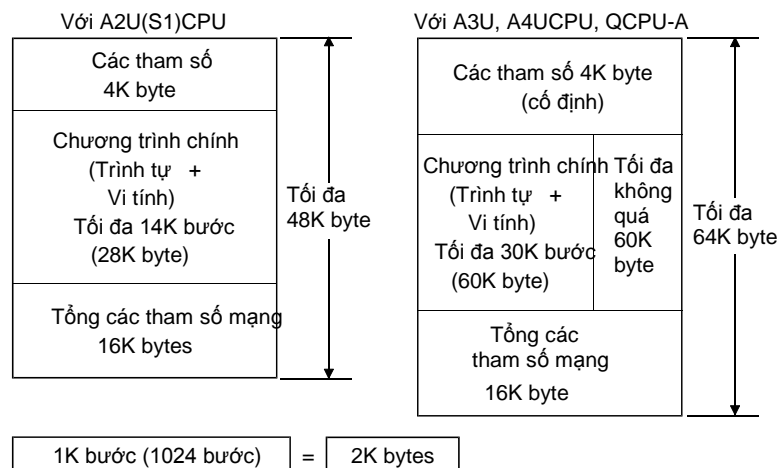 Với A2U(S1)CPU
Các tham số
4K byte
Chương trình chính
(Trình tự +
Vi tính)
Tối đa 14K bước
(28K byte)
Tổng các tham số mạng
16K bytes
Tối đa
48K byte
Với A3U, A4UCPU, QCPU-A
Các tham số 4K byte
(cố định)
Chương trình chính
(Trình tự +
Vi tính)
Tối đa 30K bước
(60K byte)
Tối đa
không
quá
60K
byte
Tổng các
tham số mạng
16K byte
Tối đa
64K byte
1K bước (1024 bước) = 2K bytes